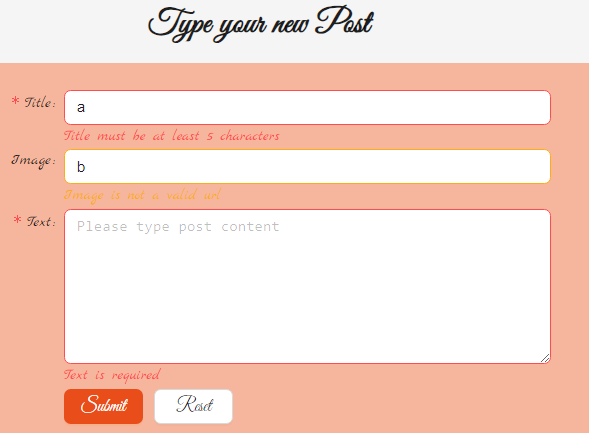 Type your new Post
* Title:
a
Title must be at least 5 characters
Image:
b
Image is not a valid url
* Text:
Please type post content
Text is required
Submit Reset